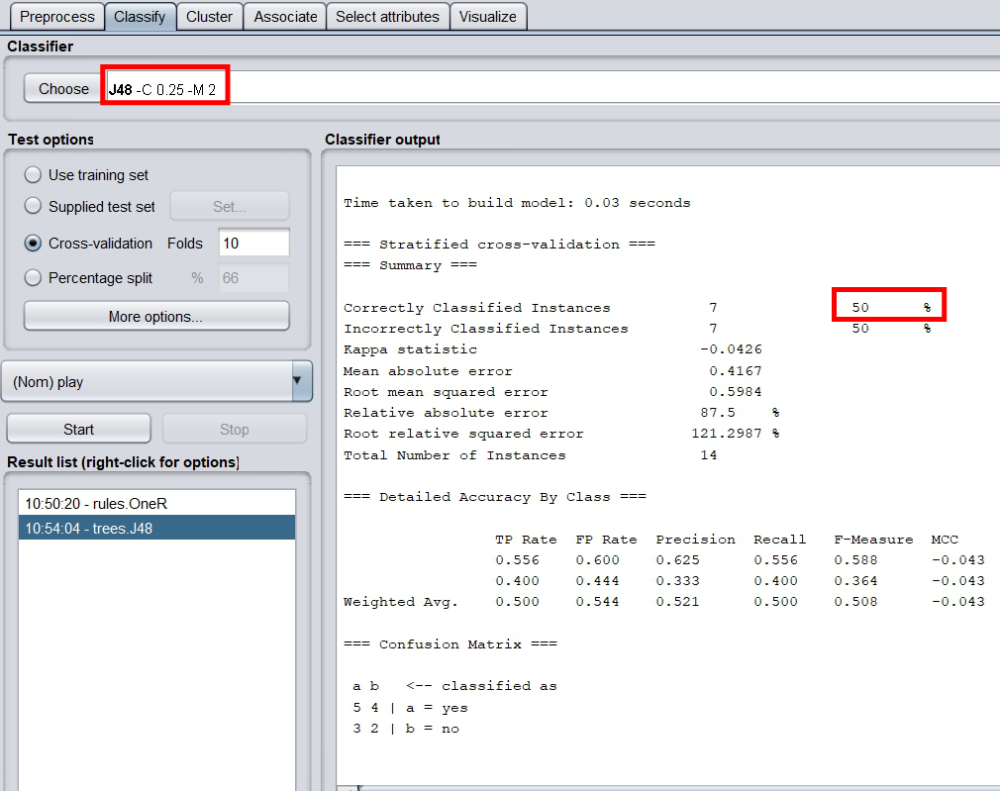 Preprocess Classify Cluster Associate Select attributes Visualize
Classifier
Choose J48 -C 0.25 -M 2
Test options
Use training set
Supplied test set Set...
Cross-validation Folds 10
Percentage split % 66
More options...
(Nom) play
Start Stop
Result list (right-click for options)
10:50:20 - rules.OneR
10:54:04 - trees.J48
Classifier output
Time taken to build model: 0.03 seconds
=== Stratified cross-validation ===
=== Summary ===
Correctly Classified Instances 7 50 %
Incorrectly Classified Instances 7 50 %
Kappa statistic -0.0426
Mean absolute error 0.4167
Root mean squared error 0.5984
Relative absolute error 87.5 %
Root relative squared error 121.2987 %
Total Number of Instances 14
=== Detailed Accuracy By Class ===
TP Rate FP Rate Precision Recall F-Measure MCC
0.556 0.600 0.625 0.556 0.588 -0.043
0.400 0.444 0.333 0.400 0.364 -0.043
Weighted Avg. 0.500 0.544 0.521 0.500 0.508 -0.043
=== Confusion Matrix ===
a b <-- classified as
5 4 | a = yes
3 2 | b = no